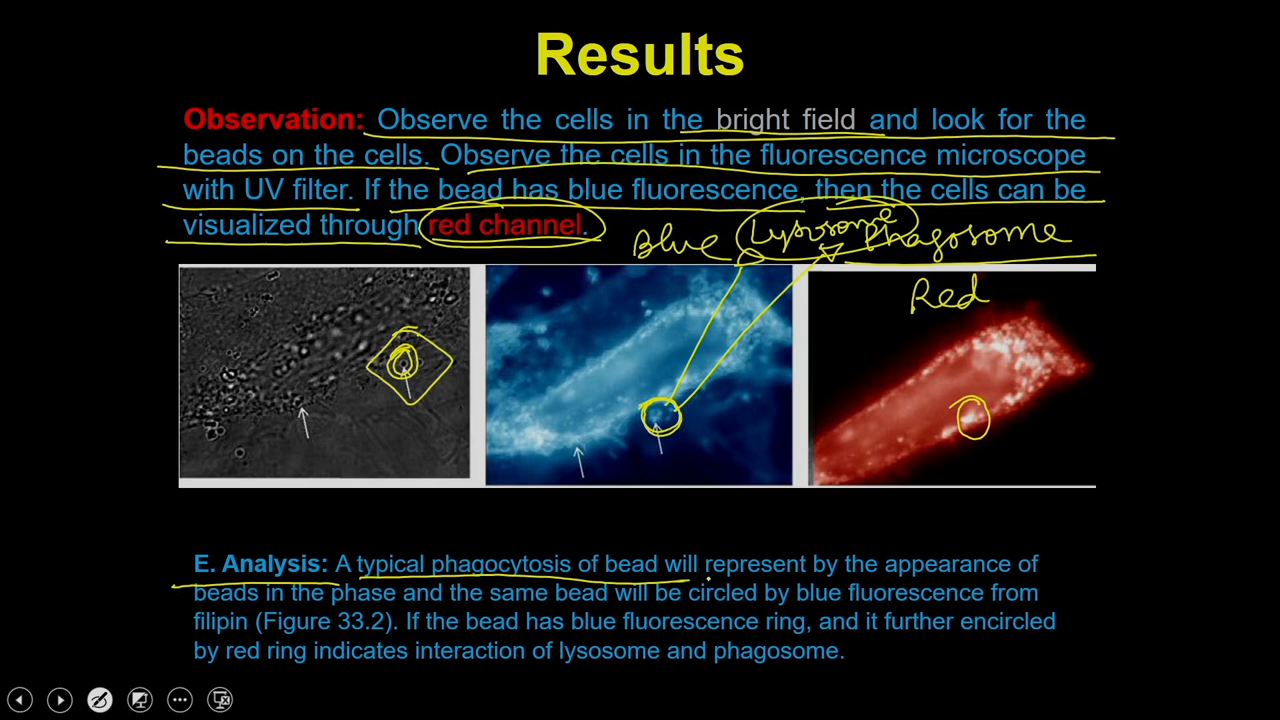 Results
Observation: Observe the cells in the bright field and look for the
beads on the cells. Observe the cells in the fluorescence microscope
with UV filter. If the bead has blue fluorescence, then the cells can be
visualized through red channel.
Blue Lysosome Phagosome
Red
E. Analysis: A typical phagocytosis of bead will represent by the appearance of
beads in the phase and the same bead will be circled by blue fluorescence from
filipin (Figure 33.2). If the bead has blue fluorescence ring, and it further encircled
by red ring indicates interaction of lysosome and phagosome.